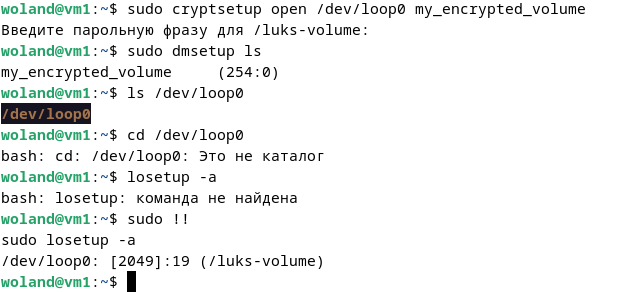 woland@vm1:~$ sudo cryptsetup open /dev/loop0 my_encrypted_volume
Введите парольную фразу для /luks-volume:
woland@vm1:~$ sudo dmsetup ls
my_encrypted_volume     (254:0)
woland@vm1:~$ ls /dev/loop0
/dev/loop0
woland@vm1:~$ cd /dev/loop0
bash: cd: /dev/loop0: Это не каталог
woland@vm1:~$ losetup -a
bash: losetup: команда не найдена
woland@vm1:~$ sudo !!
sudo losetup -a
/dev/loop0: [2049]:19 (/luks-volume)
woland@vm1:~$